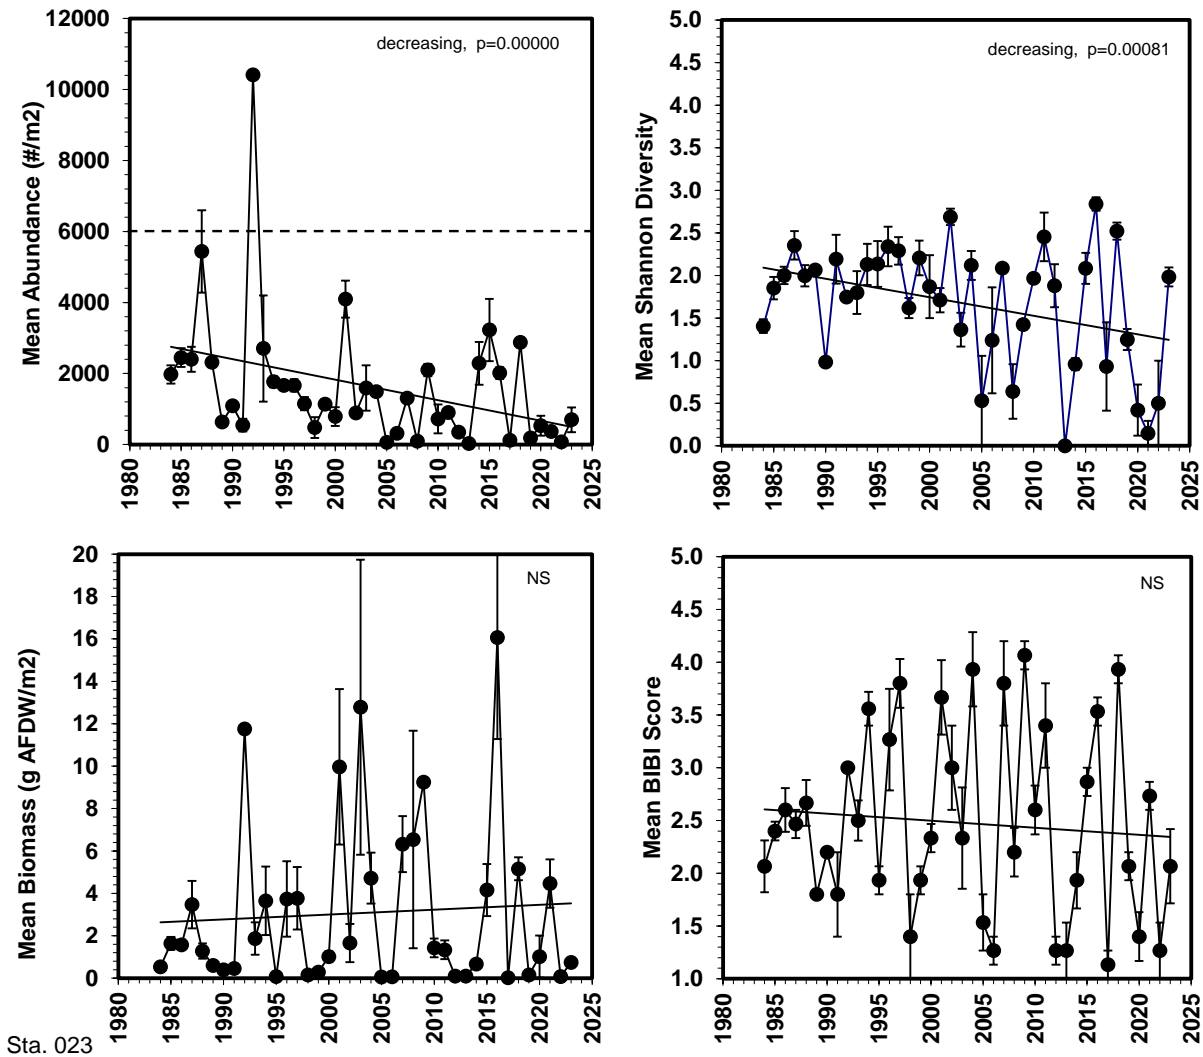 12000
10000
8000
6000
4000
2000
0
Mean Abundance (#/m2)
decreasing, p=0.00000
1980 1985 1990 1995 2000 2005 2010 2015 2020 2025
5.0
4.5
4.0
3.5
3.0
2.5
2.0
1.5
1.0
0.5
0.0
Mean Shannon Diversity
decreasing, p=0.00081
1980 1985 1990 1995 2000 2005 2010 2015 2020 2025
20
18
16
14
12
10
8
6
4
2
0
Mean Biomass (g AFDW/m2)
NS
1980 1985 1990 1995 2000 2005 2010 2015 2020 2025
5.0
4.5
4.0
3.5
3.0
2.5
2.0
1.5
1.0
Mean BIBI Score
NS
1980 1985 1990 1995 2000 2005 2010 2015 2020 2025
Sta. 023